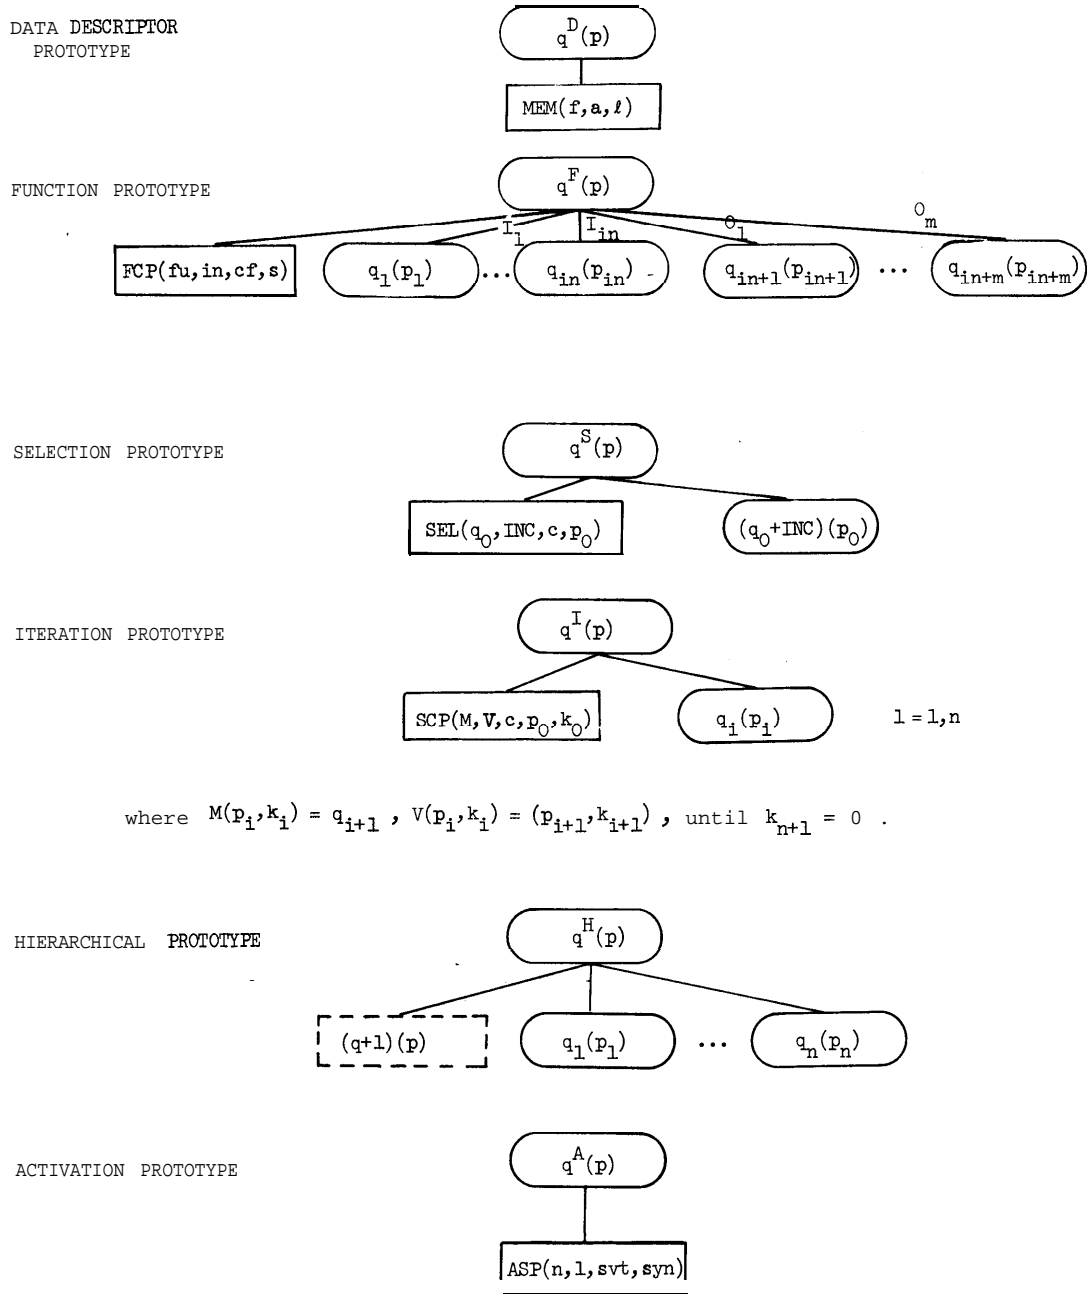 DATA DESCRIPTOR
PROTOTYPE
q^D(p)
MEM(f,a,ℓ)
FUNCTION PROTOTYPE
q^F(p)
I_1 I_in O_1 O_m
FCP(fu,in,cf,s) q_1(p_1) ... q_in(p_in) q_in+1(p_in+1) ... q_in+m(p_in+m)
SELECTION PROTOTYPE
q^S(p)
SEL(q_0,INC,c,p_0) (q_0+INC)(p_0)
ITERATION PROTOTYPE
q^I(p)
SCP(M,V,c,p_0,k_0) q_i(p_i) l=1,n
where M(p_i,k_i) = q_i+1 , V(p_i,k_i) = (p_i+1,k_i+1) , until k_n+1 = 0 .
HIERARCHICAL PROTOTYPE
q^H(p)
(q+1)(p) q_1(p_1) ... q_n(p_n)
ACTIVATION PROTOTYPE
q^A(p)
ASP(n,l,svt,syn)